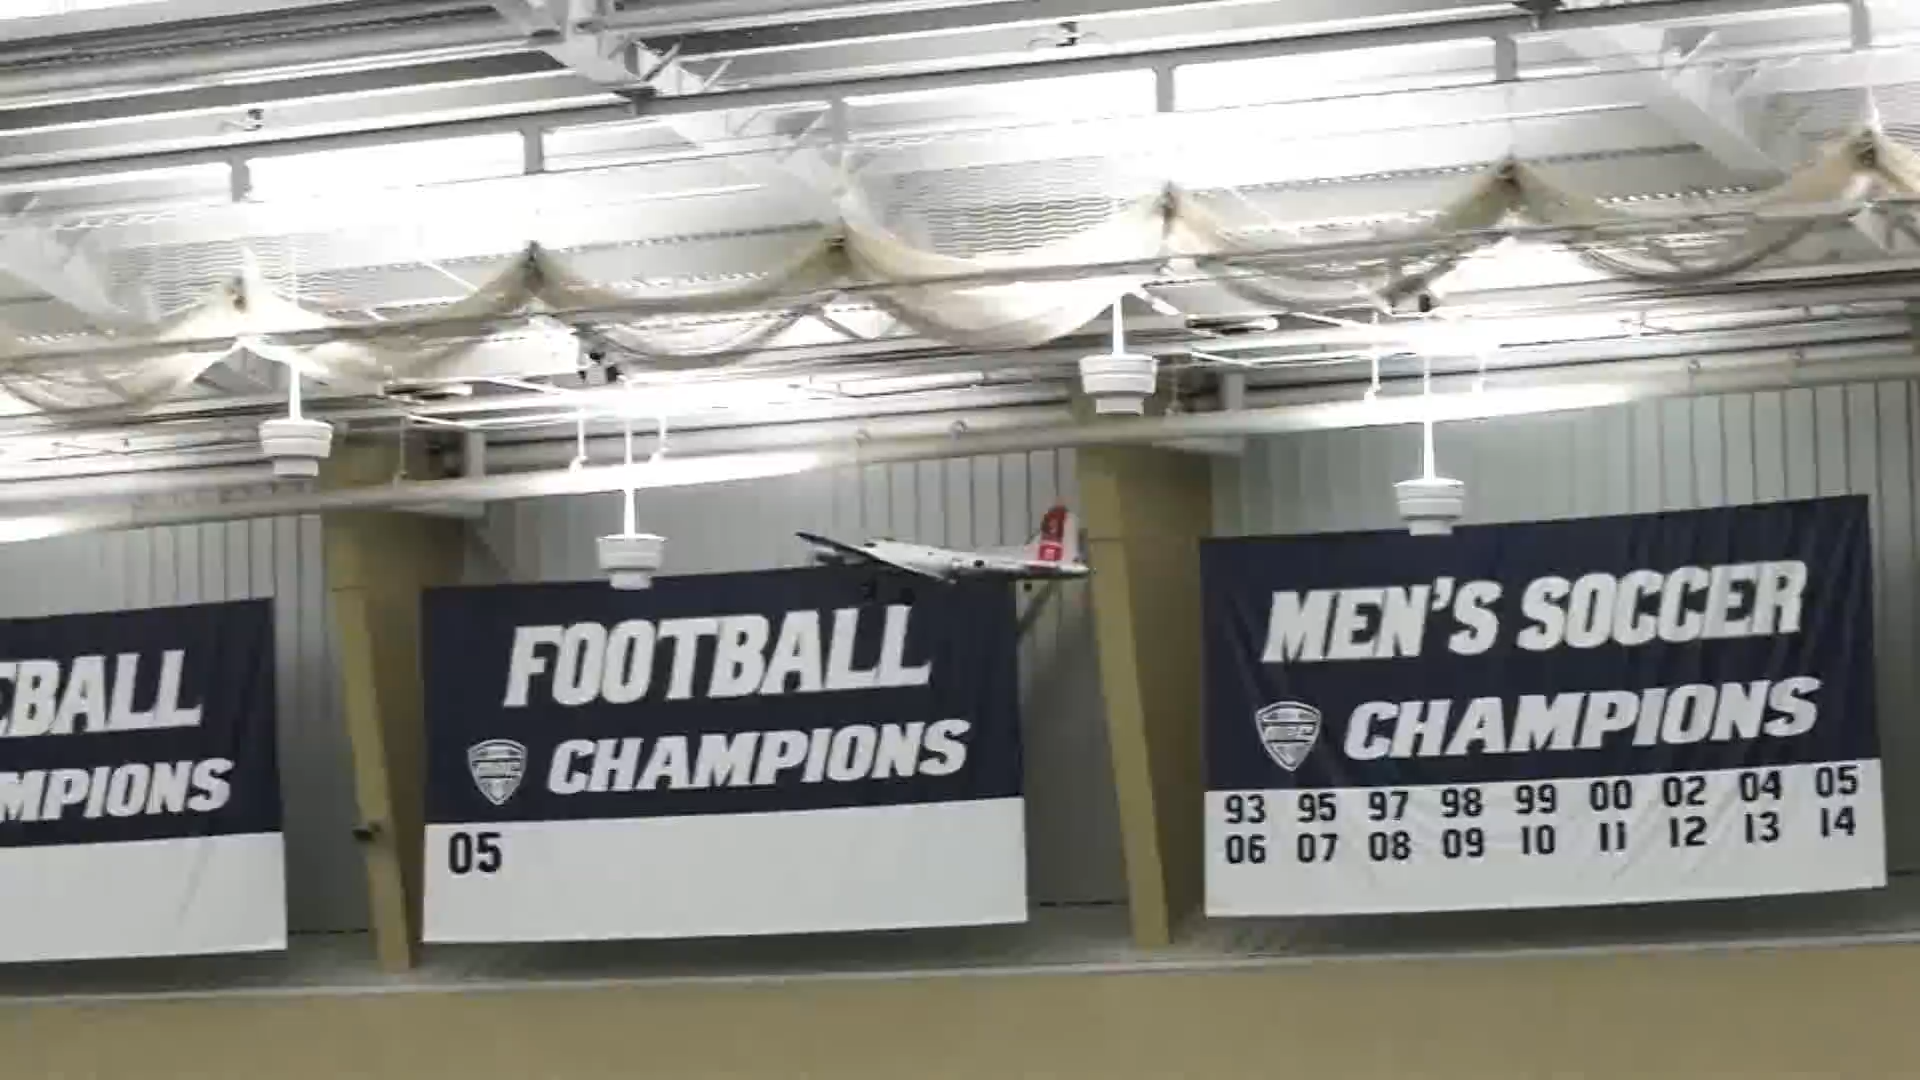 BALL
MPIONS
FOOTBALL
CHAMPIONS
05
MEN'S SOCCER
CHAMPIONS
93 95 97 98 99 00 02 04 05
06 07 08 09 10 11 12 13 14